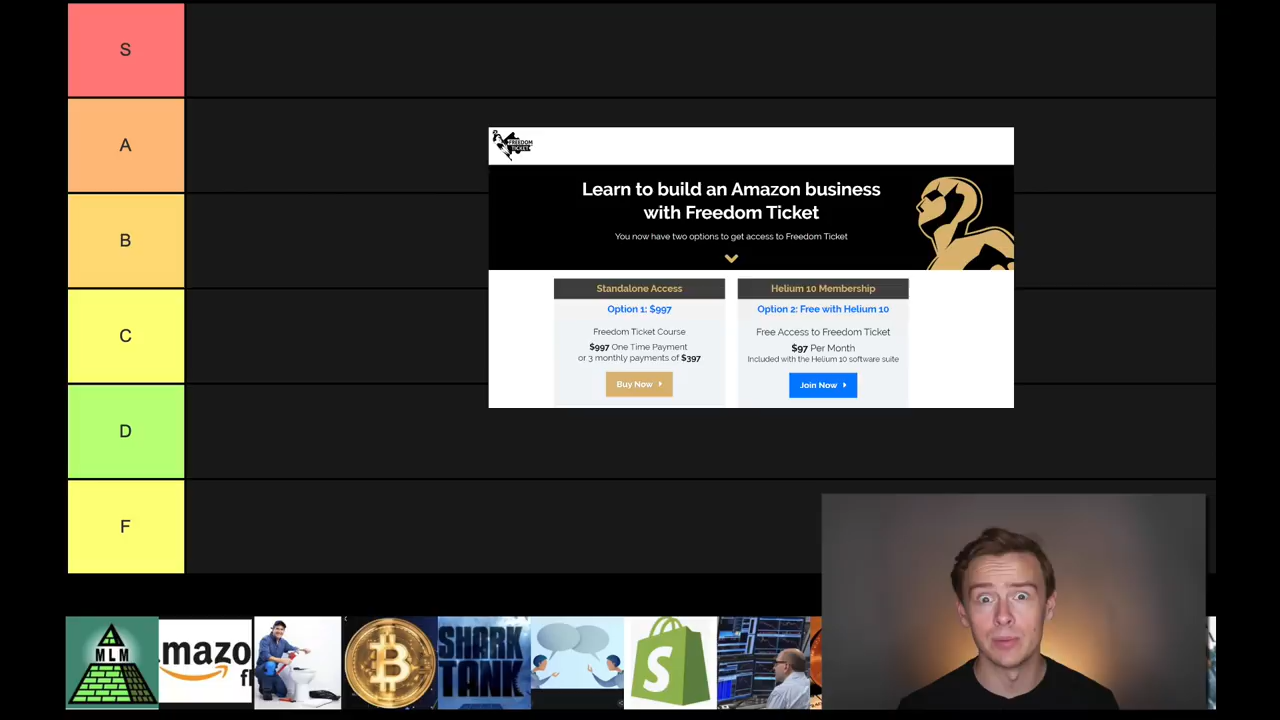 S
A
B
C
D
F
FREEDOM
TICKET
Learn to build an Amazon business
with Freedom Ticket
You now have two options to get access to Freedom Ticket
Standalone Access
Option 1: $997
Freedom Ticket Course
$997 One Time Payment
or 3 monthly payments of $397
Buy Now
Helium 10 Membership
Option 2: Free with Helium 10
Free Access to Freedom Ticket
$97 Per Month
Included with the Helium 10 software suite
Join Now
MLM
mazo
f
SHARK
TANK
S